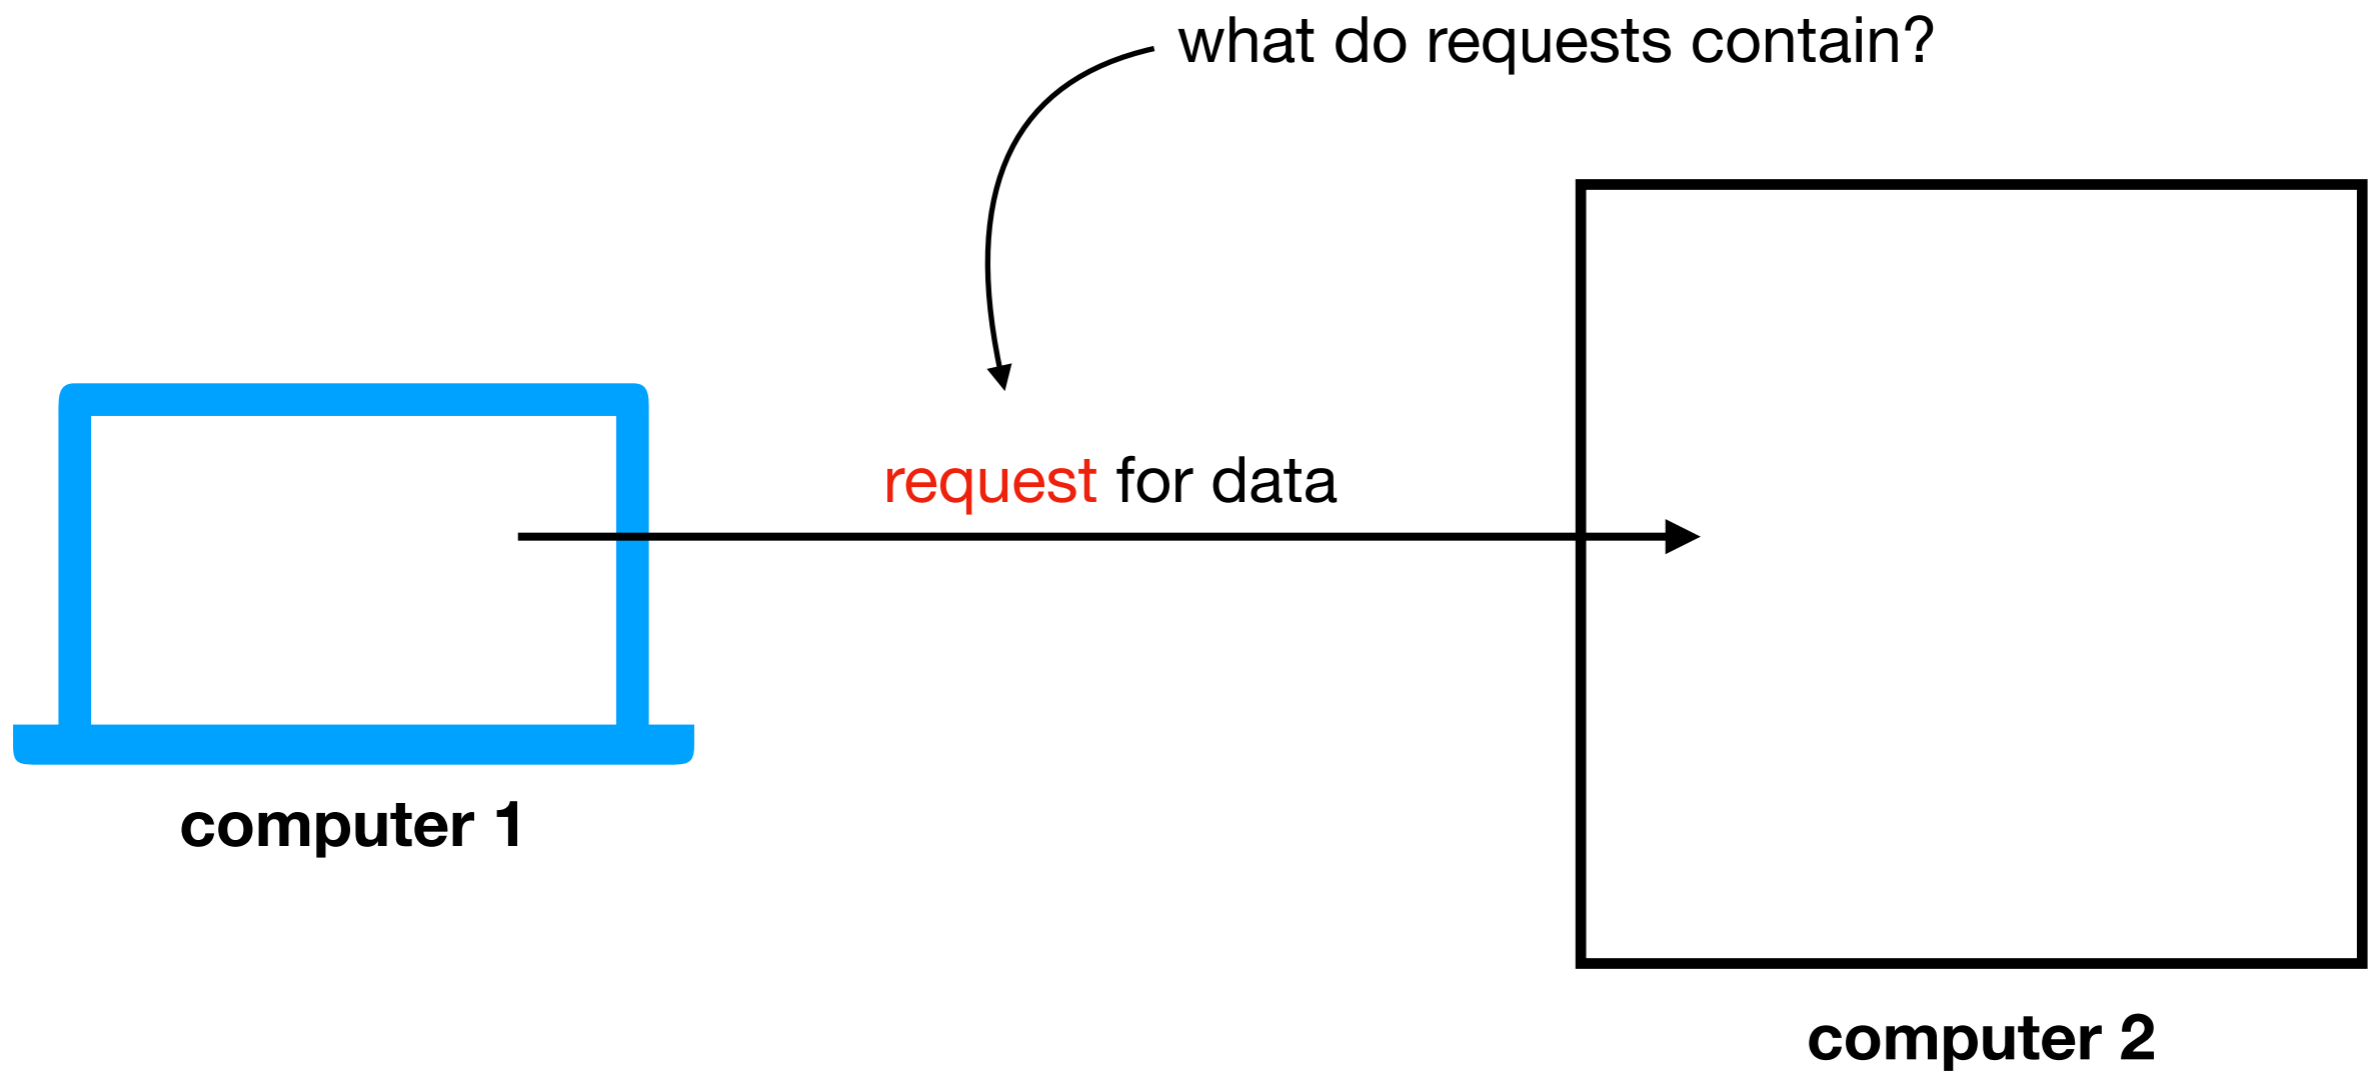 what do requests contain?
request for data
computer 1
computer 2